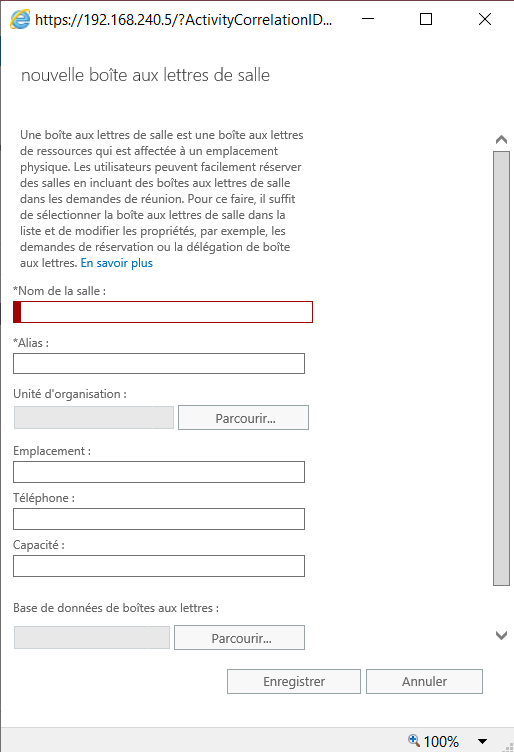 https://192.168.240.5/?ActivityCorrelationID...
nouvelle boîte aux lettres de salle
Une boîte aux lettres de salle est une boîte aux lettres
de ressources qui est affectée à un emplacement
physique. Les utilisateurs peuvent facilement réserver
des salles en incluant des boîtes aux lettres de salle
dans les demandes de réunion. Pour ce faire, il suffit
de sélectionner la boîte aux lettres de salle dans la
liste et de modifier les propriétés, par exemple, les
demandes de réservation ou la délégation de boîte
aux lettres. En savoir plus
*Nom de la salle :
*Alias :
Unité d'organisation :
Parcourir...
Emplacement :
Téléphone :
Capacité :
Base de données de boîtes aux lettres :
Parcourir...
Enregistrer Annuler
100%